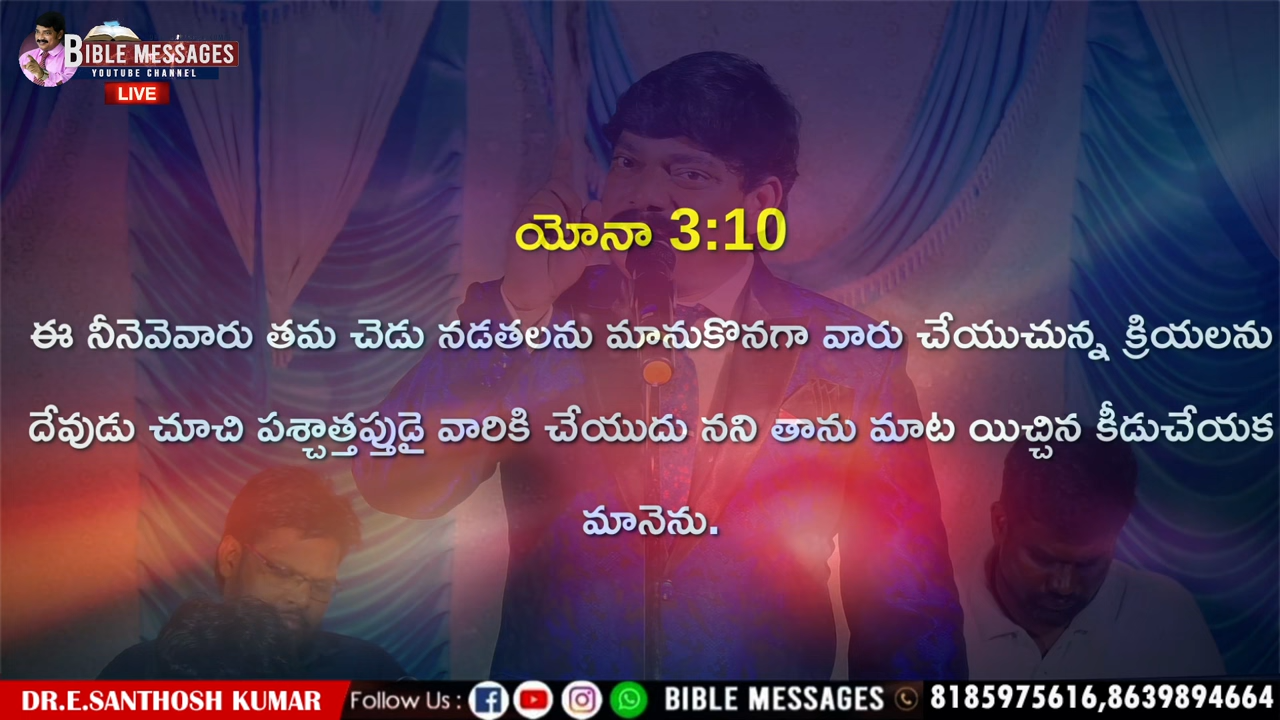 BIBLE MESSAGES
YOUTUBE CHANNEL
LIVE
యోనా 3:10
ఈ నీనెవెవారు తమ చెడు నడతలను మానుకొనగా వారు చేయుచున్న క్రియలను
దేవుడు చూచి పశ్చాత్తప్తుడై వారికి చేయుదు నని తాను మాట యిచ్చిన కీడుచేయక
మానెను.
DR.E.SANTHOSH KUMAR Follow Us : BIBLE MESSAGES 8185975616,8639894664